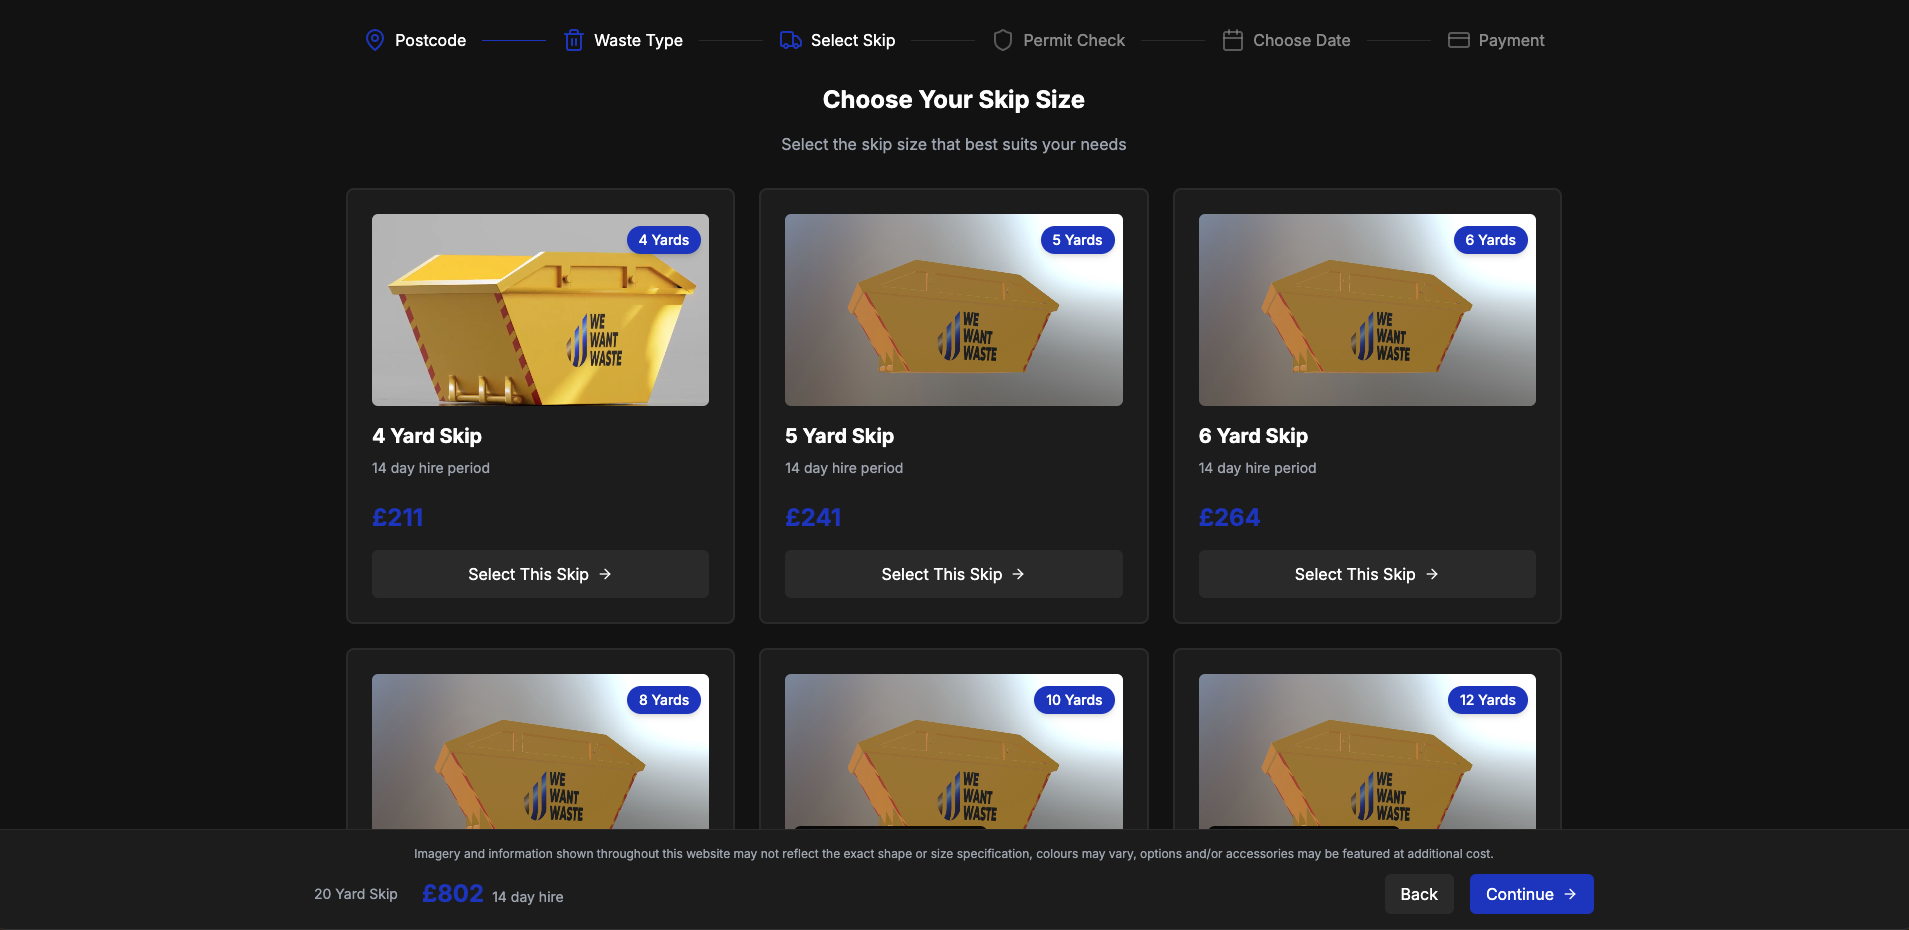 Postcode
Waste Type
Select Skip
Permit Check
Choose Date
Payment
Choose Your Skip Size
Select the skip size that best suits your needs
4 Yards
WE
WANT
WASTE
4 Yard Skip
14 day hire period
£211
Select This Skip →
5 Yards
WE
WANT
WASTE
5 Yard Skip
14 day hire period
£241
Select This Skip →
6 Yards
WE
WANT
WASTE
6 Yard Skip
14 day hire period
£264
Select This Skip →
8 Yards
WE
WANT
WASTE
10 Yards
WE
WANT
WASTE
12 Yards
WE
WANT
WASTE
Imagery and information shown throughout this website may not reflect the exact shape or size specification, colours may vary, options and/or accessories may be featured at additional cost.
20 Yard Skip £802 14 day hire
Back
Continue →